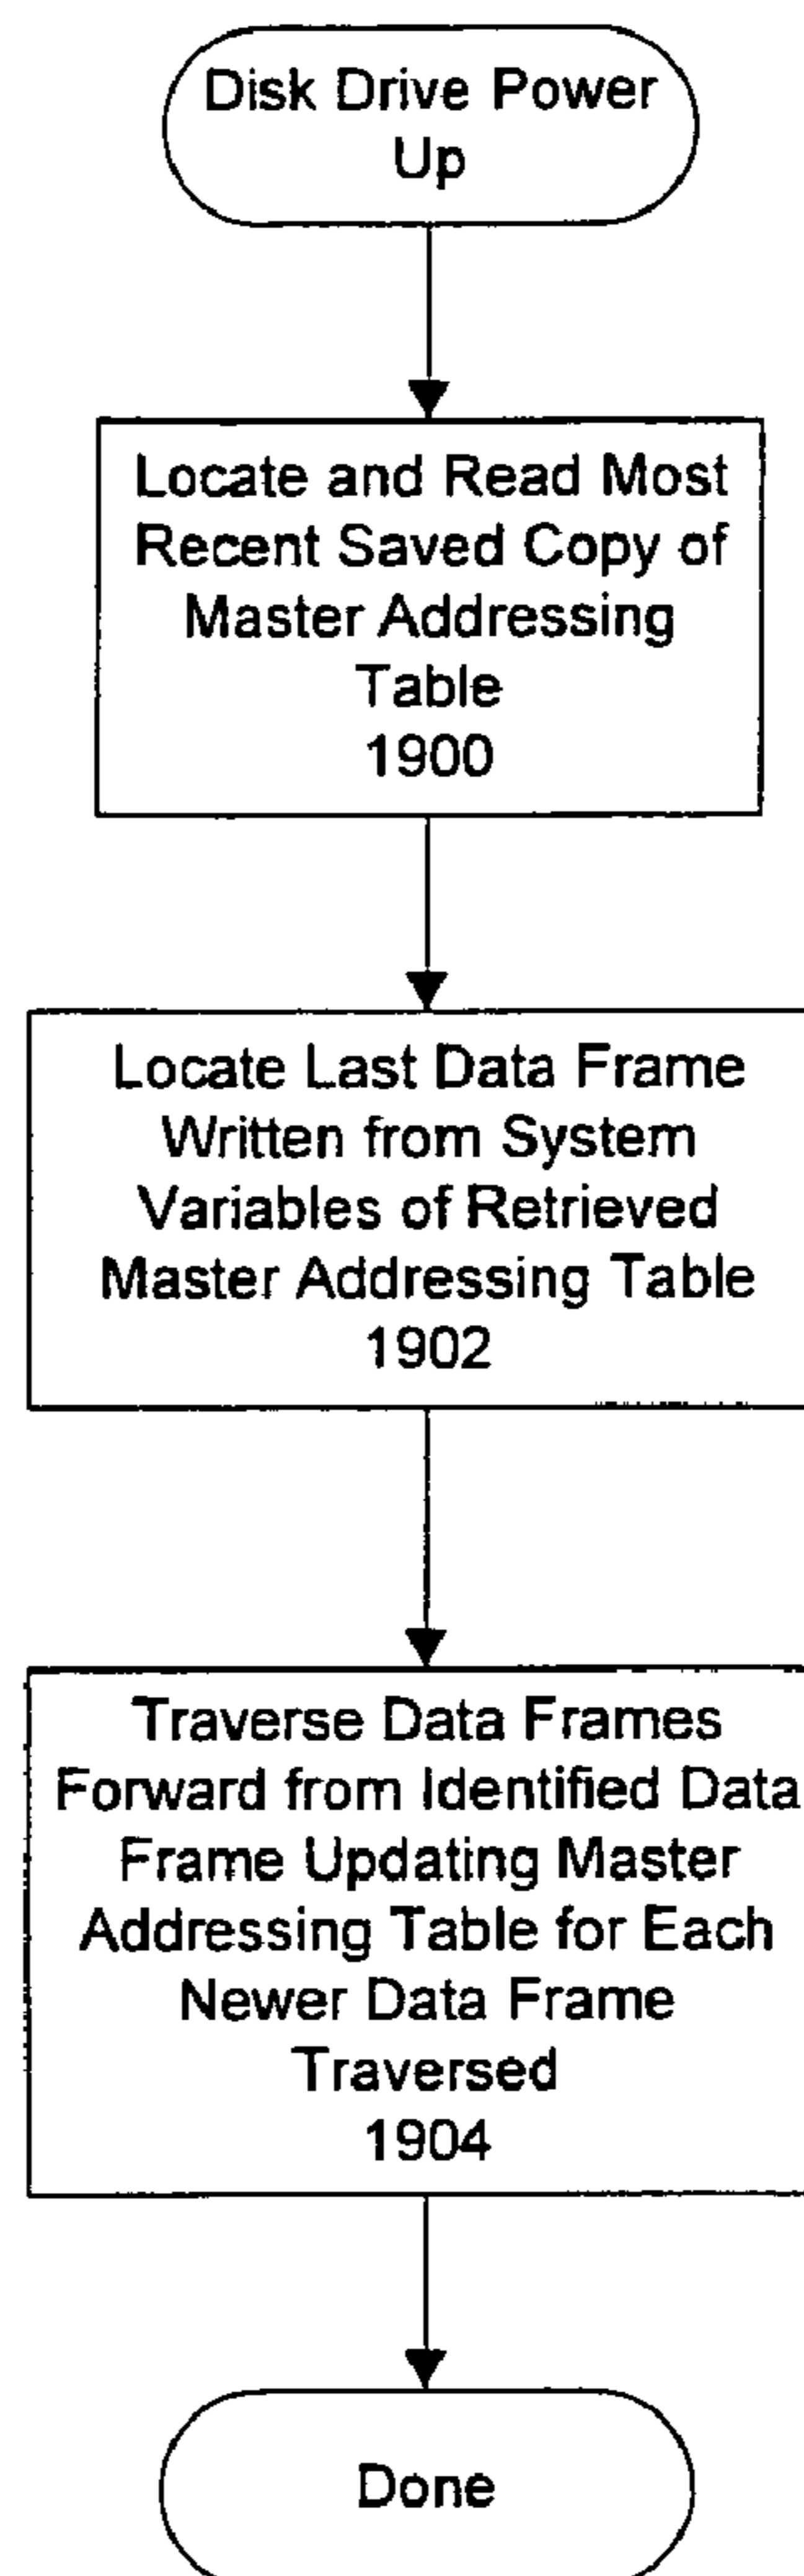 Disk Drive Power
Up
Locate and Read Most
Recent Saved Copy of
Master Addressing
Table
1900
Locate Last Data Frame
Written from System
Variables of Retrieved
Master Addressing Table
1902
Traverse Data Frames
Forward from Identified Data
Frame Updating Master
Addressing Table for Each
Newer Data Frame
Traversed
1904
Done